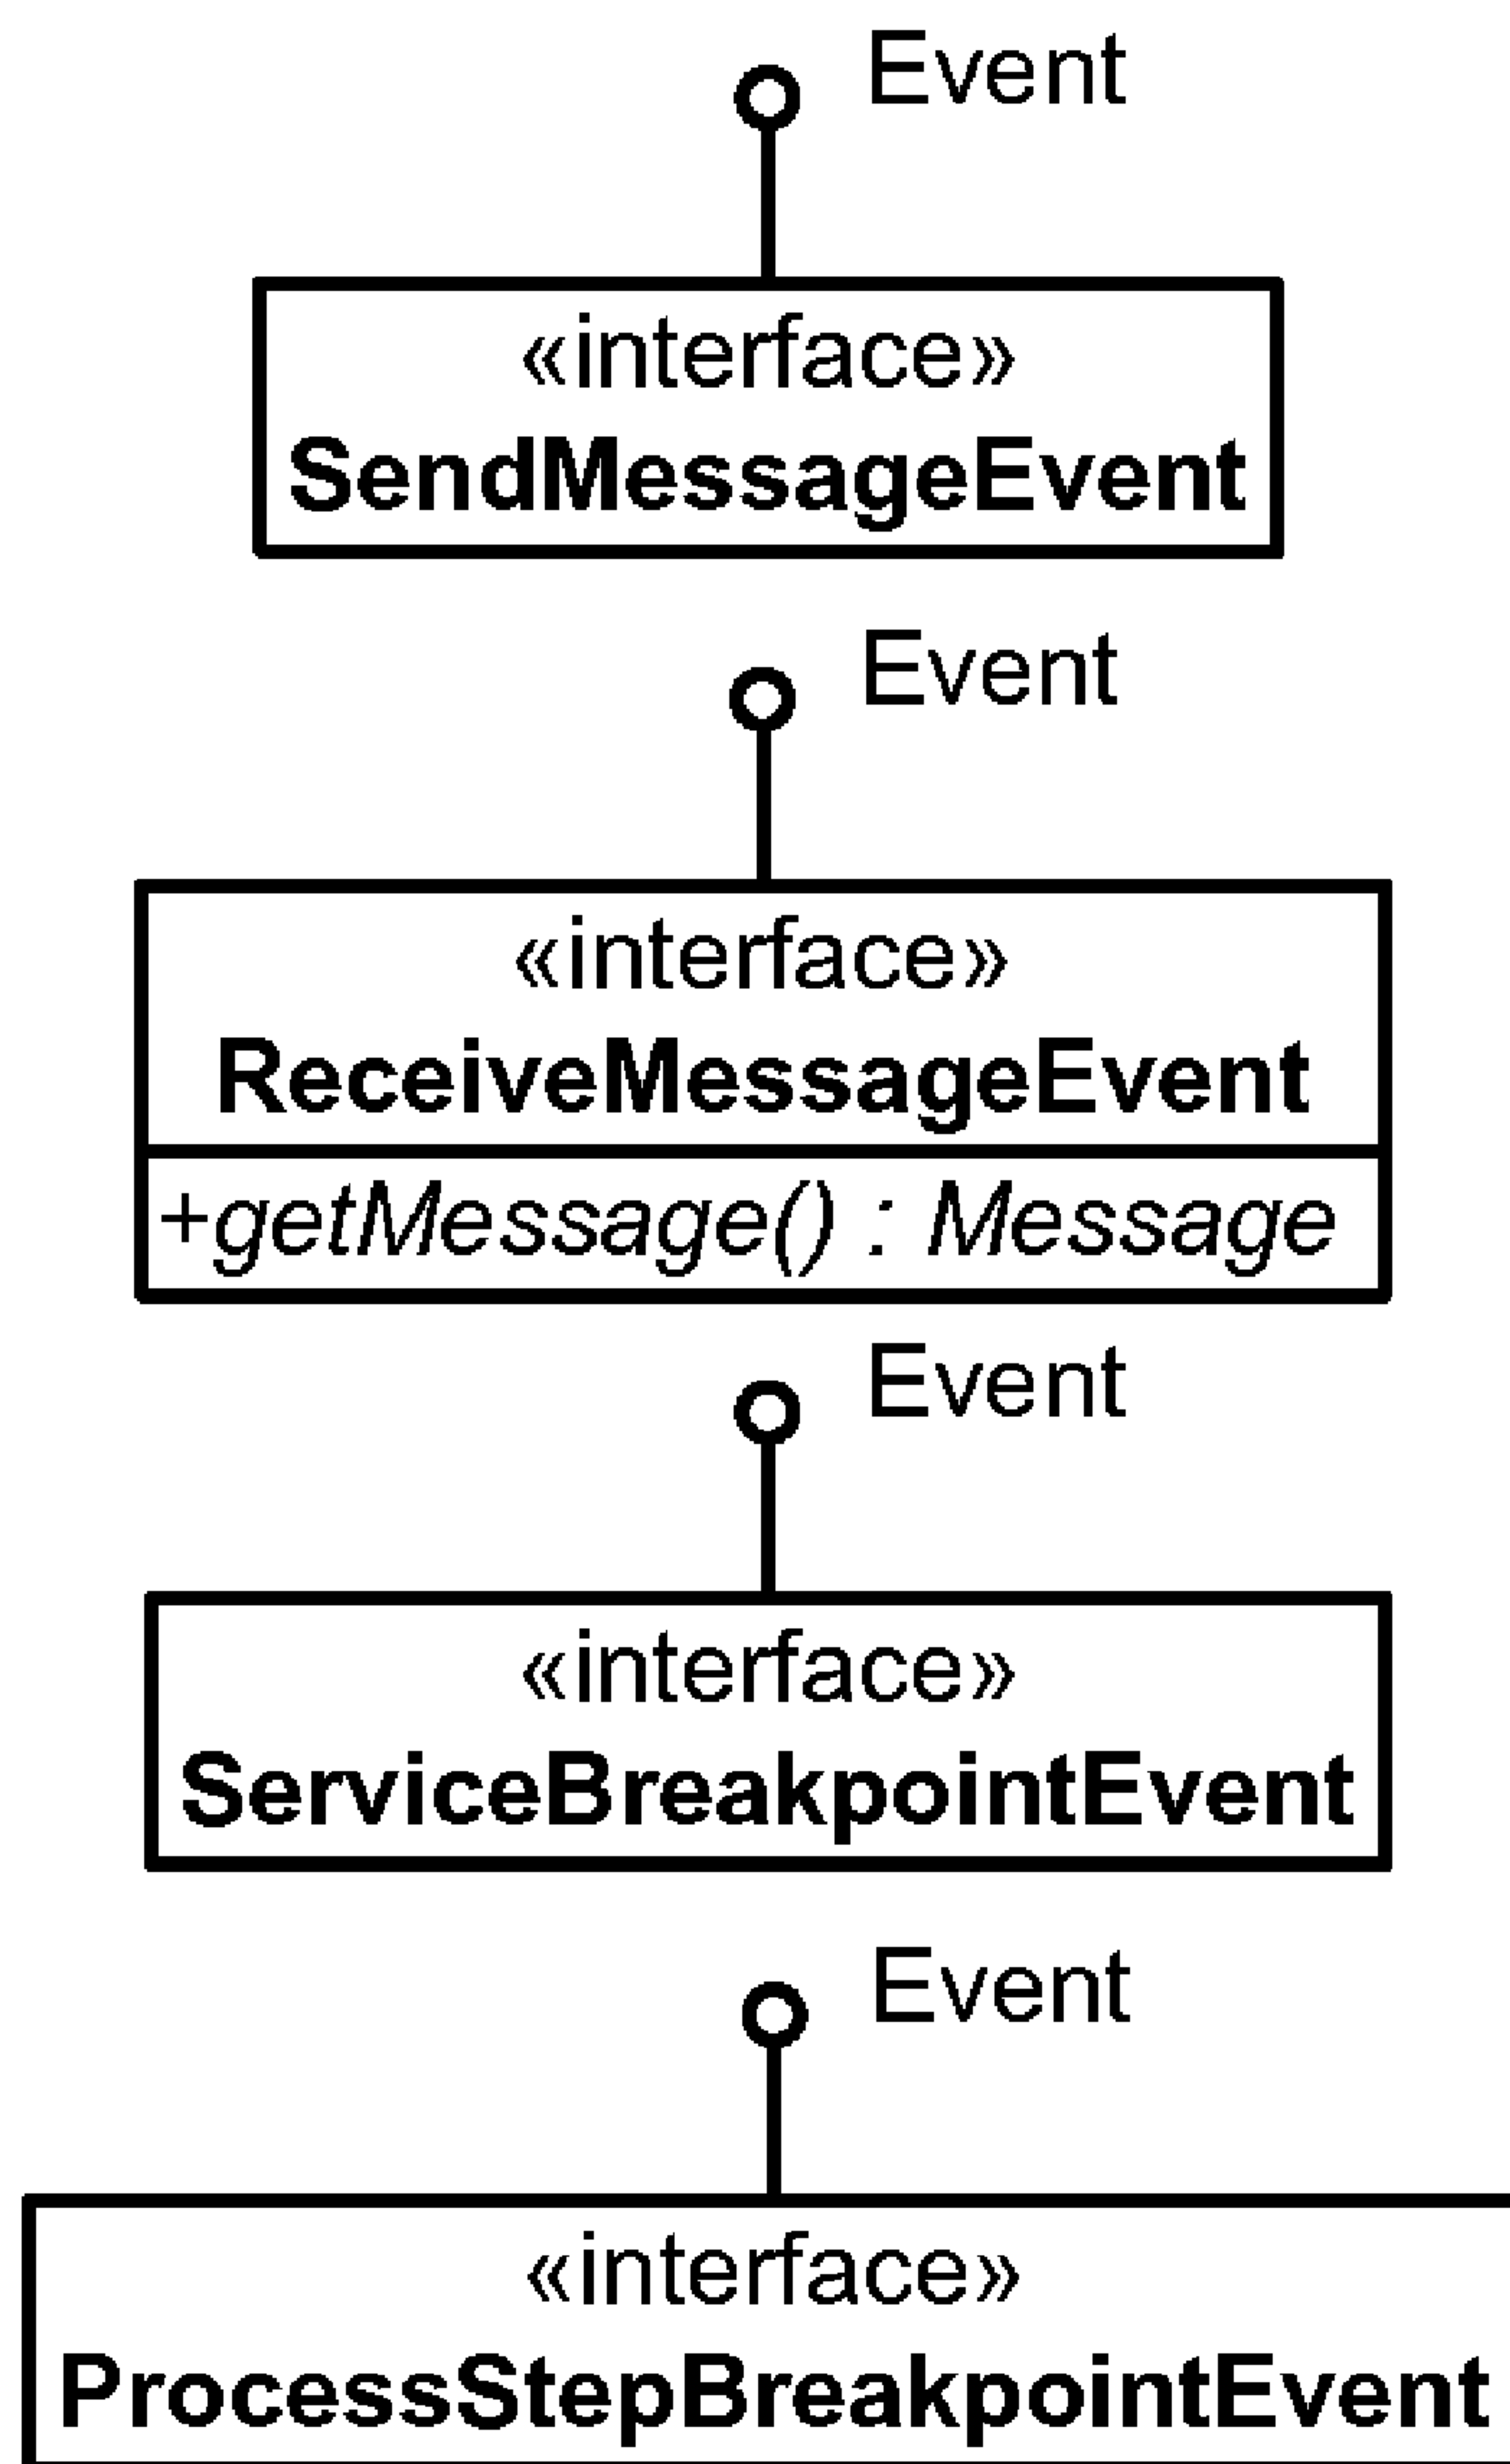 Event
«interface»
SendMessageEvent
Event
«interface»
ReceiveMessageEvent
+getMessage() : Message
Event
«interface»
ServiceBreakpointEvent
Event
«interface»
ProcessStepBreakpointEvent